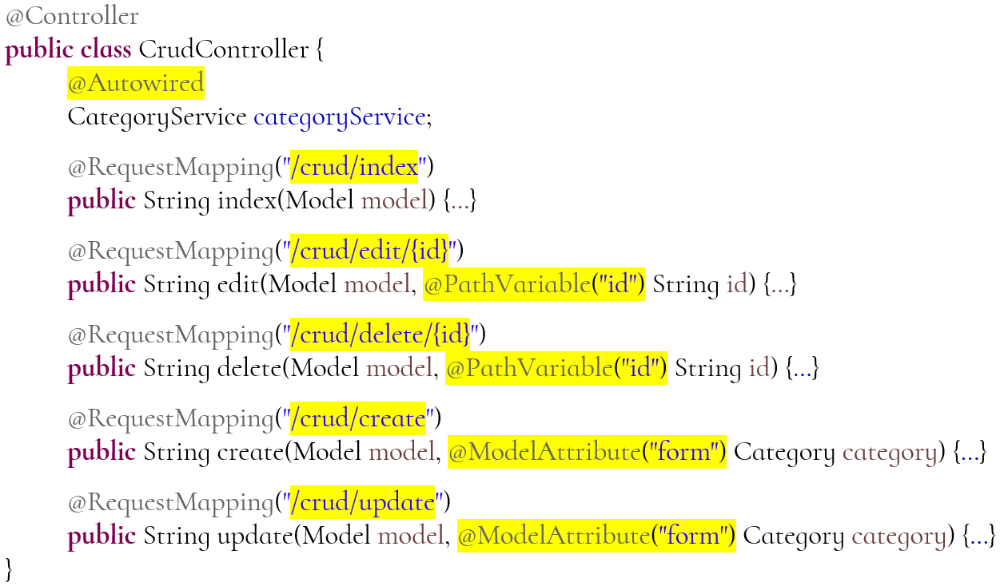 @Controller
public class CrudController {
@Autowired
CategoryService categoryService;
@RequestMapping("/crud/index")
public String index(Model model) {...}
@RequestMapping("/crud/edit/{id}")
public String edit(Model model, @PathVariable("id") String id) {...}
@RequestMapping("/crud/delete/{id}")
public String delete(Model model, @PathVariable("id") String id) {...}
@RequestMapping("/crud/create")
public String create(Model model, @ModelAttribute("form") Category category) {...}
@RequestMapping("/crud/update")
public String update(Model model, @ModelAttribute("form") Category category) {...}
}